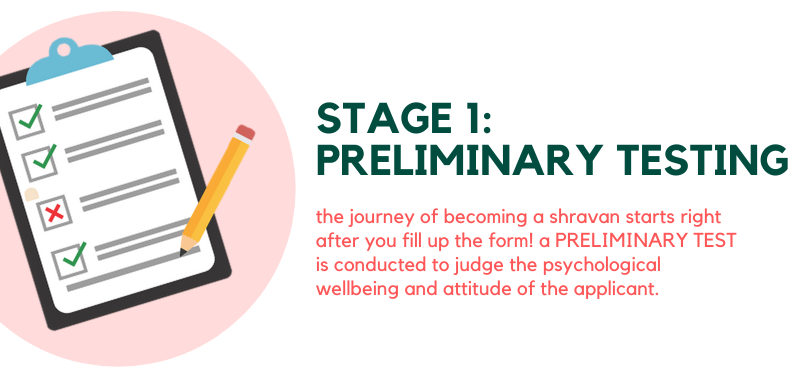 STAGE 1:
PRELIMINARY TESTING
the journey of becoming a shravan starts right
after you fill up the form! a PRELIMINARY TEST
is conducted to judge the psychological
wellbeing and attitude of the applicant.